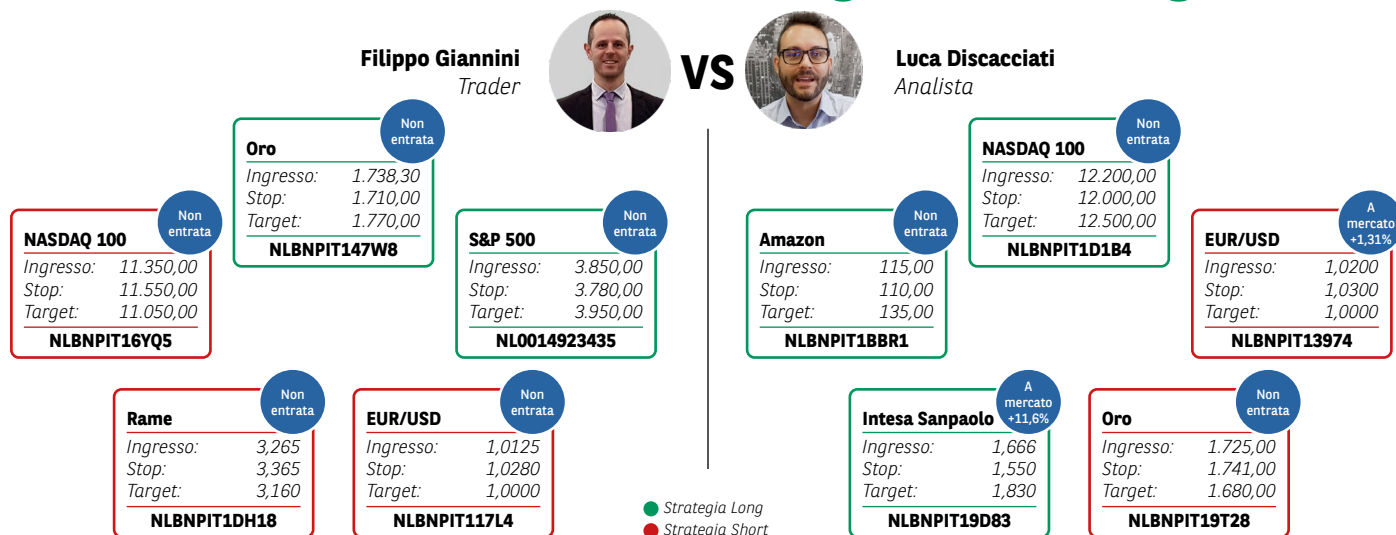 Filippo Giannini
Trader
VS
Luca Discacciati
Analista
Non
entrata
Oro
Ingresso: 1.738,30
Stop: 1.710,00
Target: 1.770,00
NLBNPIT147W8
Non
entrata
NASDAQ 100
Ingresso: 11.350,00
Stop: 11.550,00
Target: 11.050,00
NLBNPIT16YQ5
Non
entrata
S&P 500
Ingresso: 3.850,00
Stop: 3.780,00
Target: 3.950,00
NL0014923435
Non
entrata
Rame
Ingresso: 3,265
Stop: 3,365
Target: 3,160
NLBNPIT1DH18
Non
entrata
EUR/USD
Ingresso: 1,0125
Stop: 1,0280
Target: 1,0000
NLBNPIT117L4
Non
entrata
NASDAQ 100
Ingresso: 12.200,00
Stop: 12.000,00
Target: 12.500,00
NLBNPIT1D1B4
Non
entrata
Amazon
Ingresso: 115,00
Stop: 110,00
Target: 135,00
NLBNPIT1BBR1
A
mercato
+1,31%
EUR/USD
Ingresso: 1,0200
Stop: 1,0300
Target: 1,0000
NLBNPIT13974
A
mercato
+11,6%
Intesa Sanpaolo
Ingresso: 1,666
Stop: 1,550
Target: 1,830
NLBNPIT19D83
Non
entrata
Oro
Ingresso: 1.725,00
Stop: 1.741,00
Target: 1.680,00
NLBNPIT19T28
Strategia Long
Strategia Short